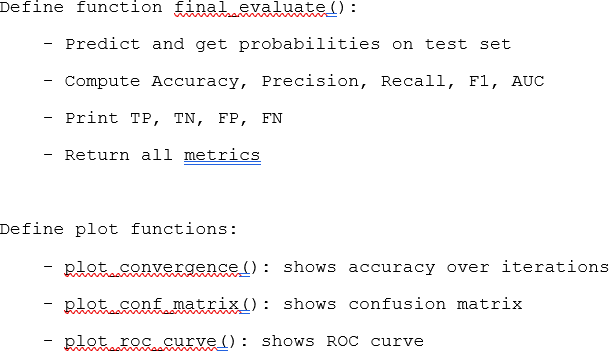 Define function final_evaluate():
- Predict and get probabilities on test set
- Compute Accuracy, Precision, Recall, F1, AUC
- Print TP, TN, FP, FN
- Return all metrics
Define plot functions:
- plot_convergence(): shows accuracy over iterations
- plot_conf_matrix(): shows confusion matrix
- plot_roc_curve(): shows ROC curve